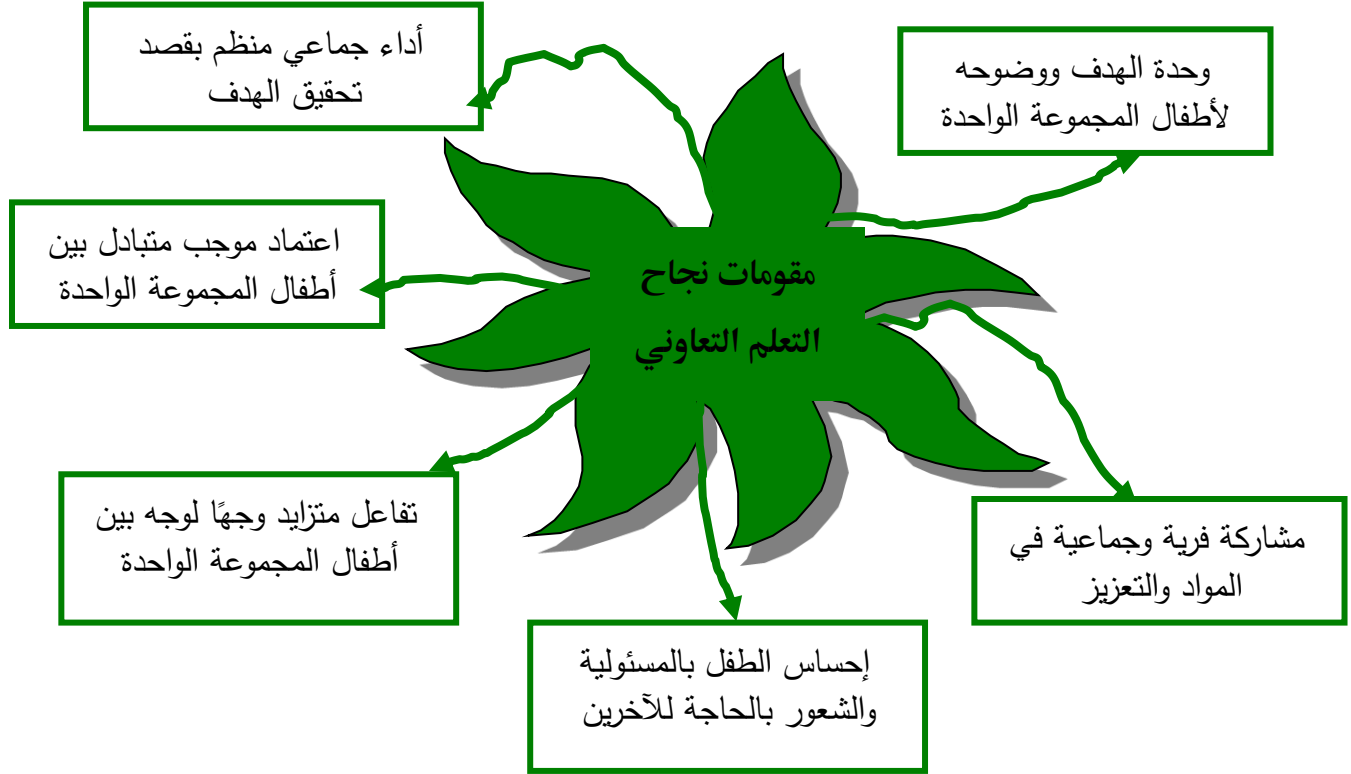 مقومات نجاح
التعلم التعاوني
وحدة الهدف ووضوحه
لأطفال المجموعة الواحدة
مشاركة فرية وجماعية في
المواد والتعزيز
إحساس الطفل بالمسئولية
والشعور بالحاجة للآخرين
تفاعل متزايد وجهًا لوجه بين
أطفال المجموعة الواحدة
اعتماد موجب متبادل بين
أطفال المجموعة الواحدة
أداء جماعي منظم بقصد
تحقيق الهدف